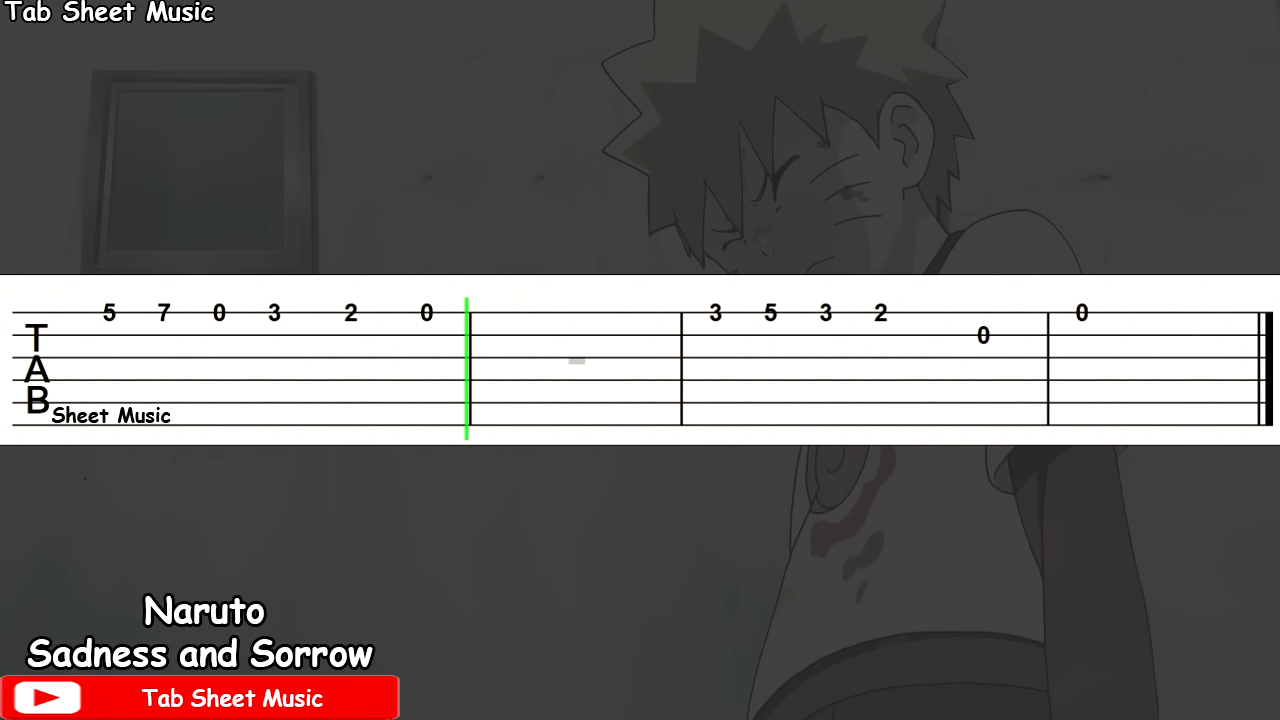 Tab Sheet Music
5 7 0 3 2 0 3 5 3 2 0
T 0
A
B
Sheet Music
Naruto
Sadness and Sorrow
Tab Sheet Music